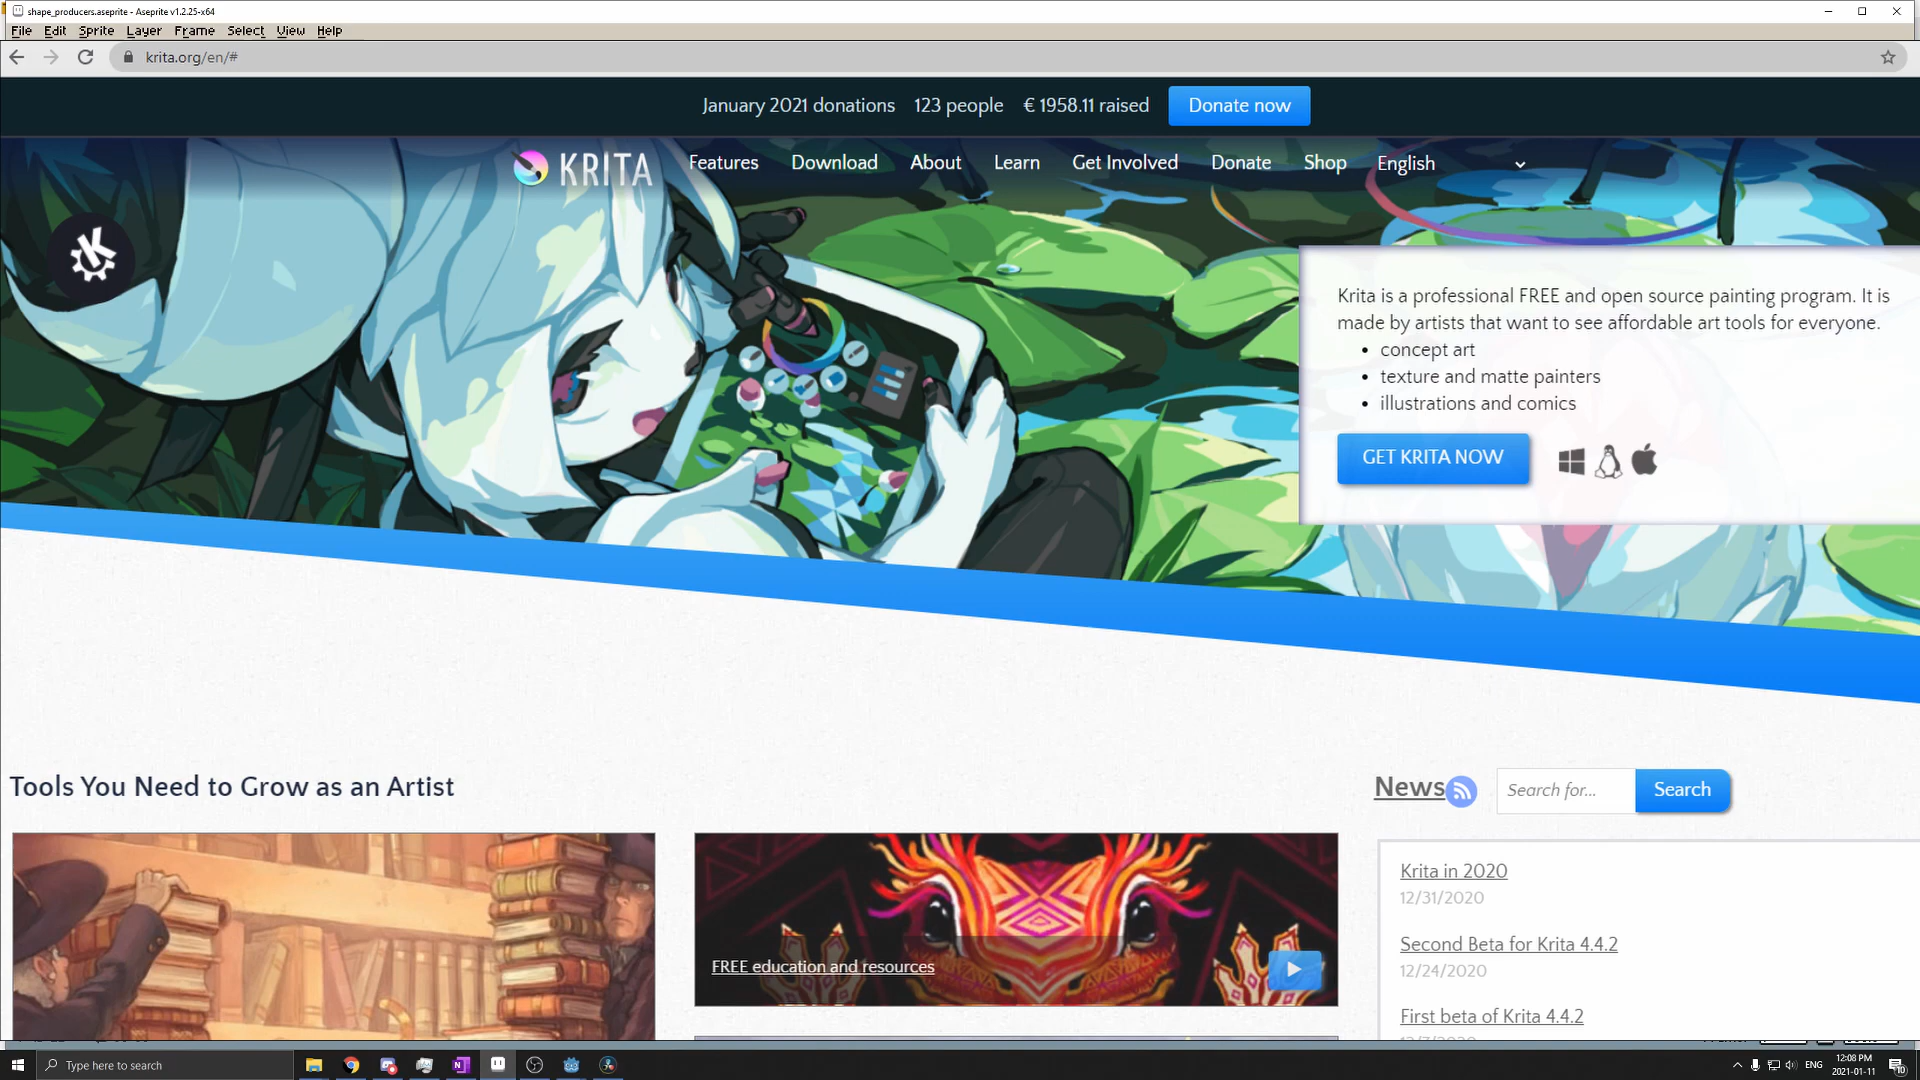 shape_producers.aseprite - Aseprite v1.2.25-x64
File Edit Sprite Layer Frame Select View Help
krita.org/en/#
January 2021 donations 123 people € 1958.11 raised Donate now
KRITA Features Download About Learn Get Involved Donate Shop English
Krita is a professional FREE and open source painting program. It is
made by artists that want to see affordable art tools for everyone.
• concept art
• texture and matte painters
• illustrations and comics
GET KRITA NOW
Tools You Need to Grow as an Artist
News Search for... Search
Krita in 2020
12/31/2020
Second Beta for Krita 4.4.2
12/24/2020
FREE education and resources
First beta of Krita 4.4.2
Type here to search
ENG
12:08 PM
2021-01-11
10